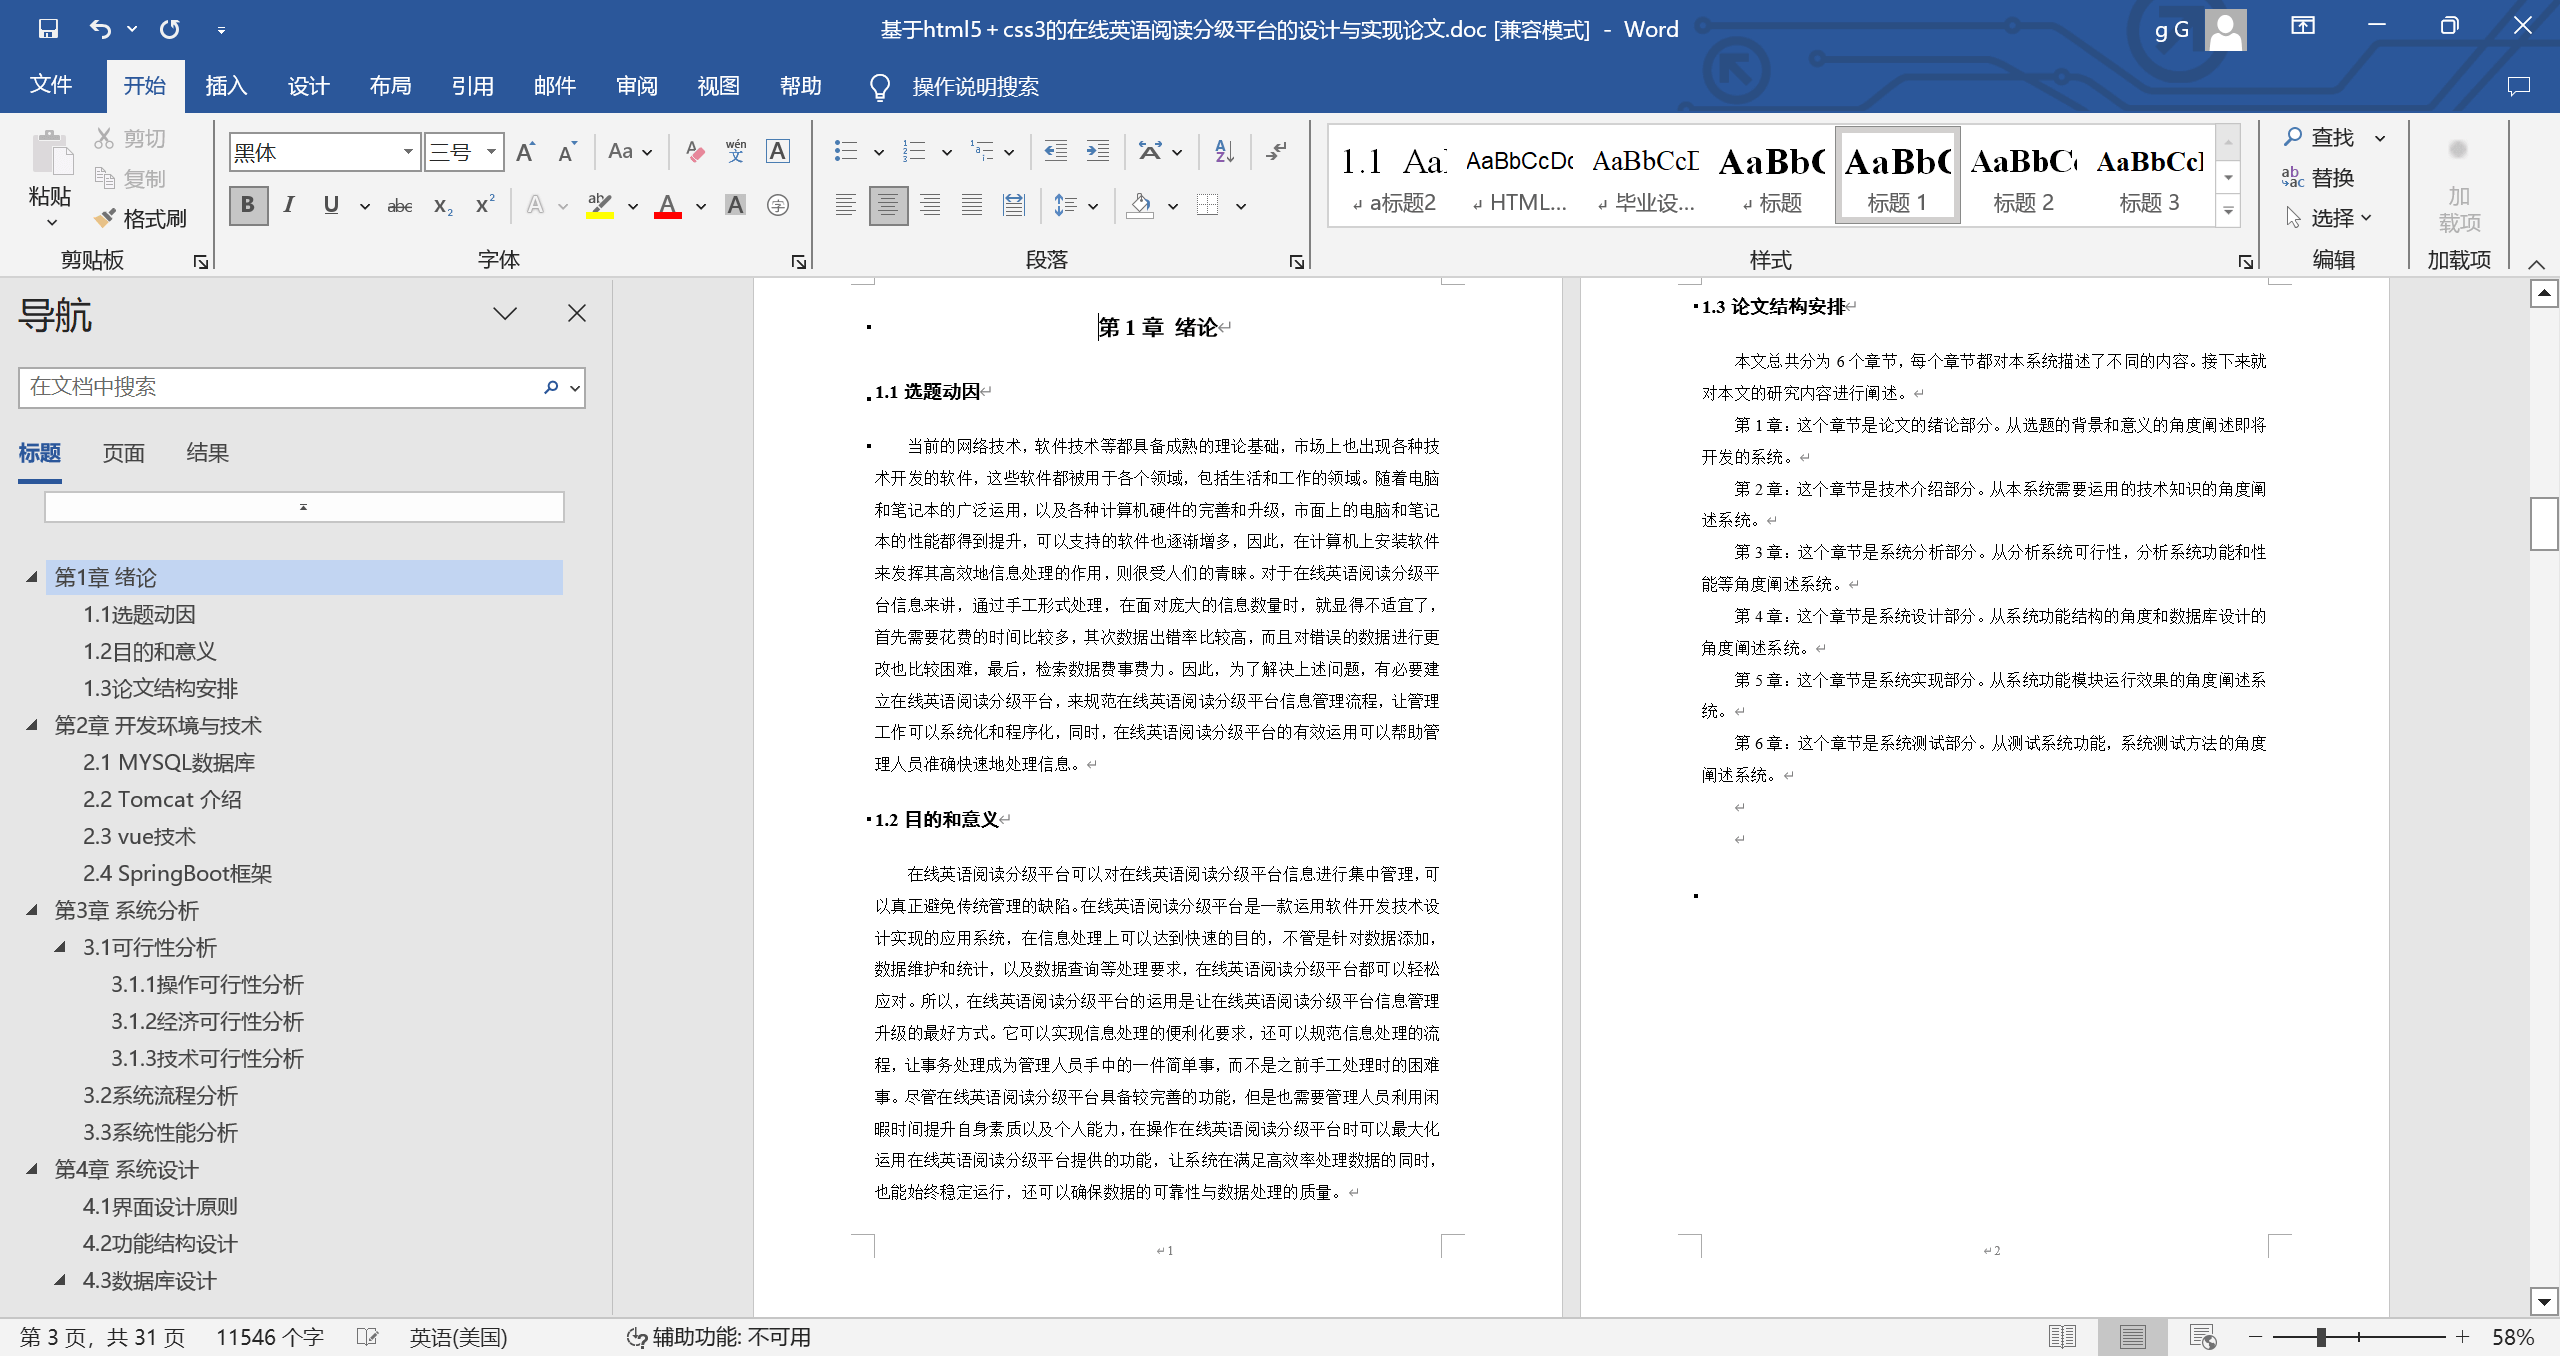 基于html5＋css3的在线英语阅读分级平台的设计与实现论文.doc [兼容模式] - Word
g G
文件 开始 插入 设计 布局 引用 邮件 审阅 视图 帮助 操作说明搜索
粘贴
剪切
复制
格式刷
剪贴板
黑体 三号 Aa wén 文 A
B I U abc X₂ X² A ab A A 字
字体
段落
1.1 Aa
a标题2
AaBbCcDc
HTML...
AaBbCcD
毕业设...
AaBbC
标题
AaBbC
标题 1
AaBbC
标题 2
AaBbCcI
标题 3
样式
查找
替换
选择
编辑
加
载项
加载项
导航
在文档中搜索
标题 页面 结果
第1章 绪论
1.1选题动因
1.2目的和意义
1.3论文结构安排
第2章 开发环境与技术
2.1 MYSQL数据库
2.2 Tomcat 介绍
2.3 vue技术
2.4 SpringBoot框架
第3章 系统分析
3.1可行性分析
3.1.1操作可行性分析
3.1.2经济可行性分析
3.1.3技术可行性分析
3.2系统流程分析
3.3系统性能分析
第4章 系统设计
4.1界面设计原则
4.2功能结构设计
4.3数据库设计
第 1 章 绪论
1.1 选题动因
当前的网络技术，软件技术等都具备成熟的理论基础，市场上也出现各种技
术开发的软件，这些软件都被用于各个领域，包括生活和工作的领域。随着电脑
和笔记本的广泛运用，以及各种计算机硬件的完善和升级，市面上的电脑和笔记
本的性能都得到提升，可以支持的软件也逐渐增多，因此，在计算机上安装软件
来发挥其高效地信息处理的作用，则很受人们的青睐。对于在线英语阅读分级平
台信息来讲，通过手工形式处理，在面对庞大的信息数量时，就显得不适宜了，
首先需要花费的时间比较多，其次数据出错率比较高，而且对错误的数据进行更
改也比较困难，最后，检索数据费事费力。因此，为了解决上述问题，有必要建
立在线英语阅读分级平台，来规范在线英语阅读分级平台信息管理流程，让管理
工作可以系统化和程序化，同时，在线英语阅读分级平台的有效运用可以帮助管
理人员准确快速地处理信息。
1.2 目的和意义
在线英语阅读分级平台可以对在线英语阅读分级平台信息进行集中管理，可
以真正避免传统管理的缺陷。在线英语阅读分级平台是一款运用软件开发技术设
计实现的应用系统，在信息处理上可以达到快速的目的，不管是针对数据添加，
数据维护和统计，以及数据查询等处理要求，在线英语阅读分级平台都可以轻松
应对。所以，在线英语阅读分级平台的运用是让在线英语阅读分级平台信息管理
升级的最好方式。它可以实现信息处理的便利化要求，还可以规范信息处理的流
程，让事务处理成为管理人员手中的一件简单事，而不是之前手工处理时的困难
事。尽管在线英语阅读分级平台具备较完善的功能，但是也需要管理人员利用闲
暇时间提升自身素质以及个人能力，在操作在线英语阅读分级平台时可以最大化
运用在线英语阅读分级平台提供的功能，让系统在满足高效率处理数据的同时，
也能始终稳定运行，还可以确保数据的可靠性与数据处理的质量。
1
1.3 论文结构安排
本文总共分为 6 个章节，每个章节都对本系统描述了不同的内容。接下来就
对本文的研究内容进行阐述。
第 1 章：这个章节是论文的绪论部分。从选题的背景和意义的角度阐述即将
开发的系统。
第 2 章：这个章节是技术介绍部分。从本系统需要运用的技术知识的角度阐
述系统。
第 3 章：这个章节是系统分析部分。从分析系统可行性，分析系统功能和性
能等角度阐述系统。
第 4 章：这个章节是系统设计部分。从系统功能结构的角度和数据库设计的
角度阐述系统。
第 5 章：这个章节是系统实现部分。从系统功能模块运行效果的角度阐述系
统。
第 6 章：这个章节是系统测试部分。从测试系统功能，系统测试方法的角度
阐述系统。
2
第 3 页，共 31 页 11546 个字 英语(美国) 辅助功能: 不可用 58%